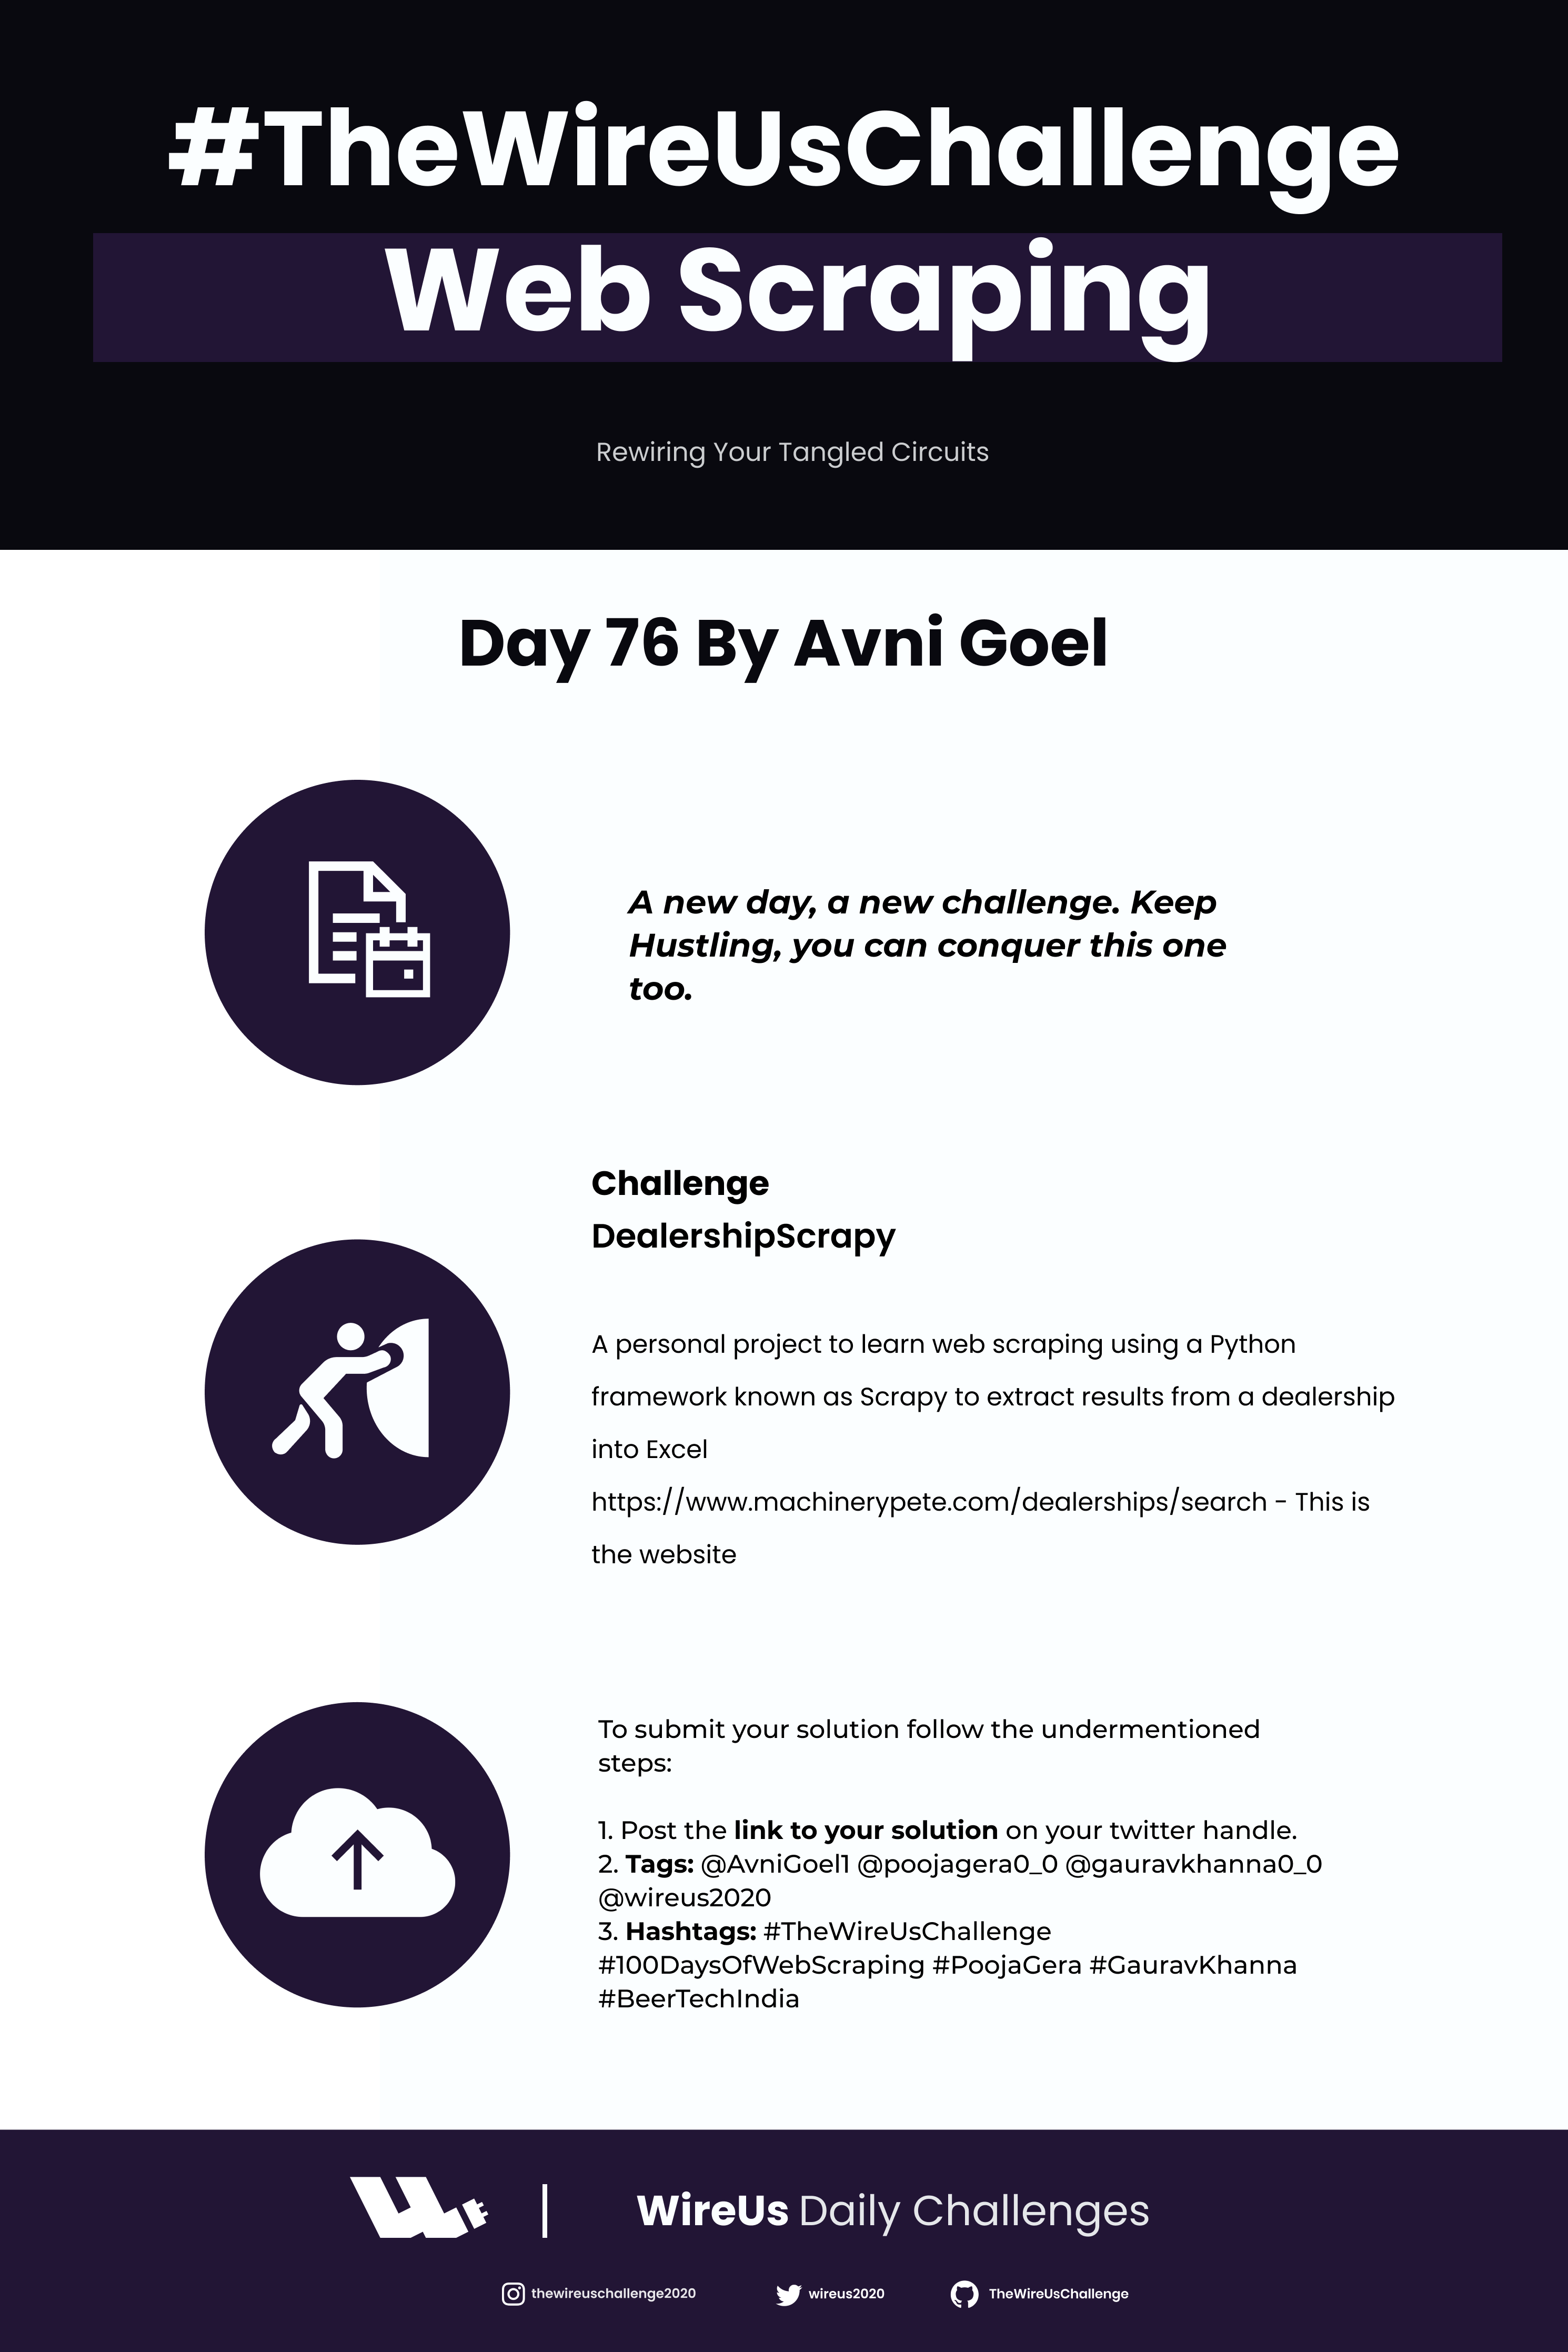 #TheWireUsChallenge
Web Scraping
Rewiring Your Tangled Circuits
Day 76 By Avni Goel
A new day, a new challenge. Keep
Hustling, you can conquer this one
too.
Challenge
DealershipScrapy
A personal project to learn web scraping using a Python
framework known as Scrapy to extract results from a dealership
into Excel
https://www.machinerypete.com/dealerships/search - This is
the website
To submit your solution follow the undermentioned
steps:
1. Post the link to your solution on your twitter handle.
2. Tags: @AvniGoel1 @poojagera0_0 @gauravkhanna0_0
@wireus2020
3. Hashtags: #TheWireUsChallenge
#100DaysOfWebScraping #PoojaGera #GauravKhanna
#BeerTechIndia
WireUs Daily Challenges
thewireuschallenge2020 wireus2020 TheWireUsChallenge